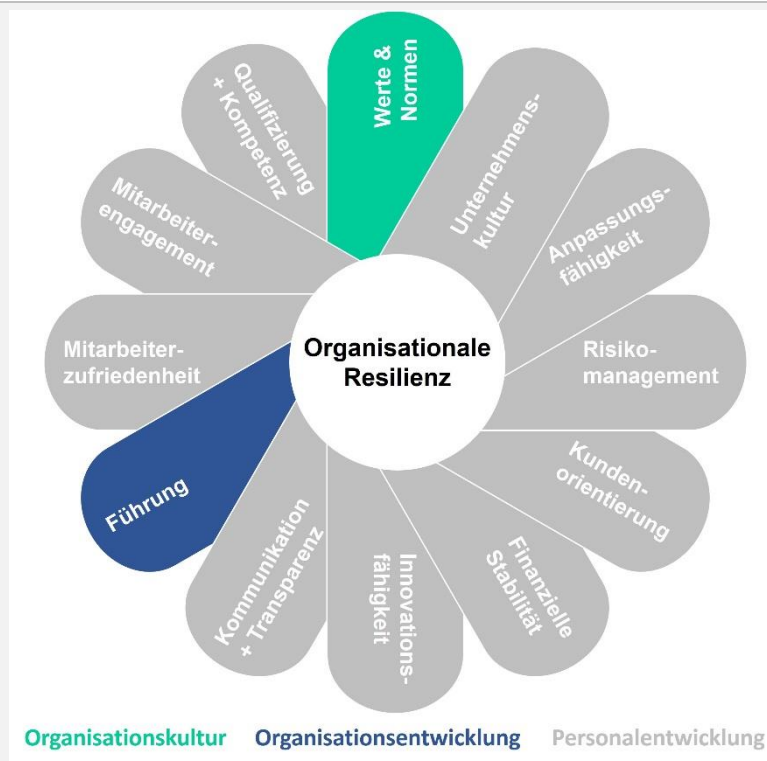 Werte &
Normen
Unternehmens-
kultur
Anpassungs-
fähigkeit
Risiko-
management
Kunden-
orientierung
Finanzielle
Stabilität
Innovations-
fähigkeit
Kommunikation
+ Transparenz
Führung
Mitarbeiter-
zufriedenheit
Mitarbeiter-
engagement
Qualifizierung
+ Kompetenz
Organisationale
Resilienz
Organisationskultur Organisationsentwicklung Personalentwicklung